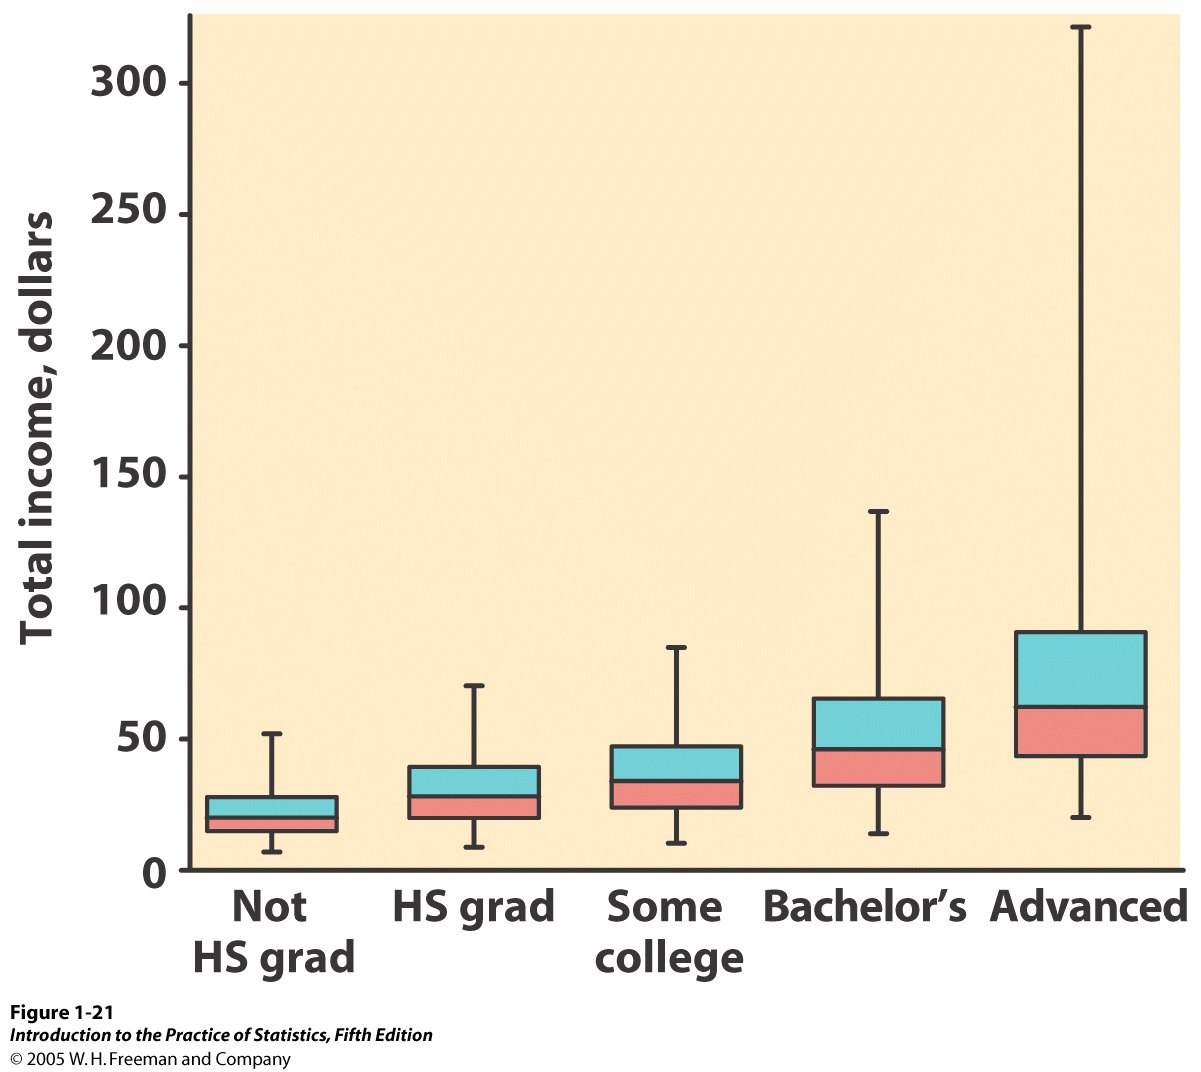 Total income, dollars
300
250
200
150
100
50
0
Not
HS grad
HS grad
Some
college
Bachelor’s
Advanced
Figure 1-21
Introduction to the Practice of Statistics, Fifth Edition
© 2005 W. H. Freeman and Company